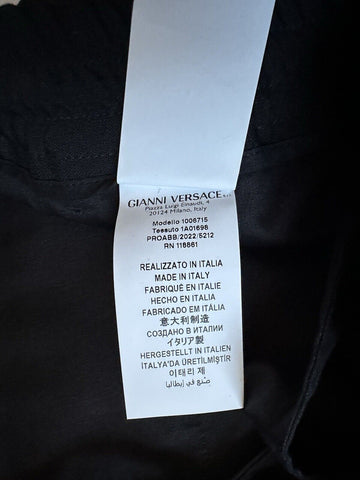 GIANNI VERSACE
Piazza Luigi Einaudi, 4
20124 Milano, Italy
Modello 1006715
Tessuto 1A01698
PROABB/2022/5212
RN 118861
REALIZZATO IN ITALIA
MADE IN ITALY
FABRIQUÉ EN ITALIE
HECHO EN ITALIA
FABRICADO EM ITÁLIA
意大利制造
СОЗДАНО В ИТАЛИИ
イタリア製
HERGESTELLT IN ITALIEN
İTALYA'DA ÜRETİLMİŞTİR
이태리 제
صُنع في إيطاليا